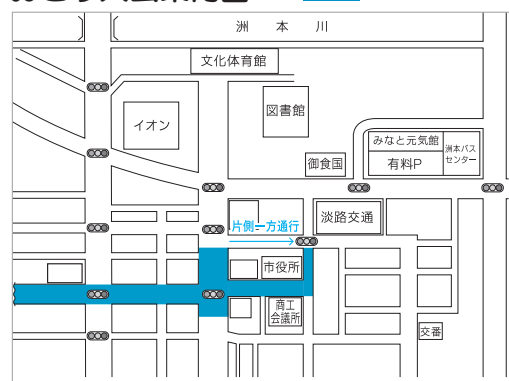 洲本川
文化体育館
図書館
イオン
みなと元気館
洲本バス
センター
御食国
有料P
淡路交通
片側一方通行
市役所
商工
会議所
交番